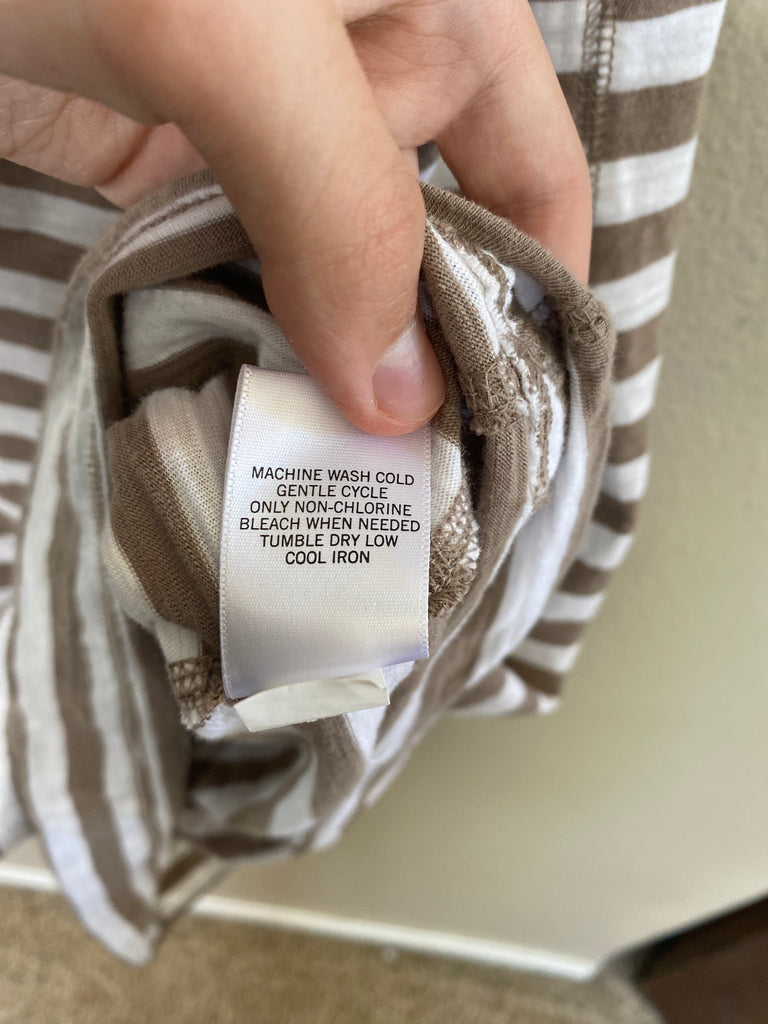 MACHINE WASH COLD
GENTLE CYCLE
ONLY NON-CHLORINE
BLEACH WHEN NEEDED
TUMBLE DRY LOW
COOL IRON